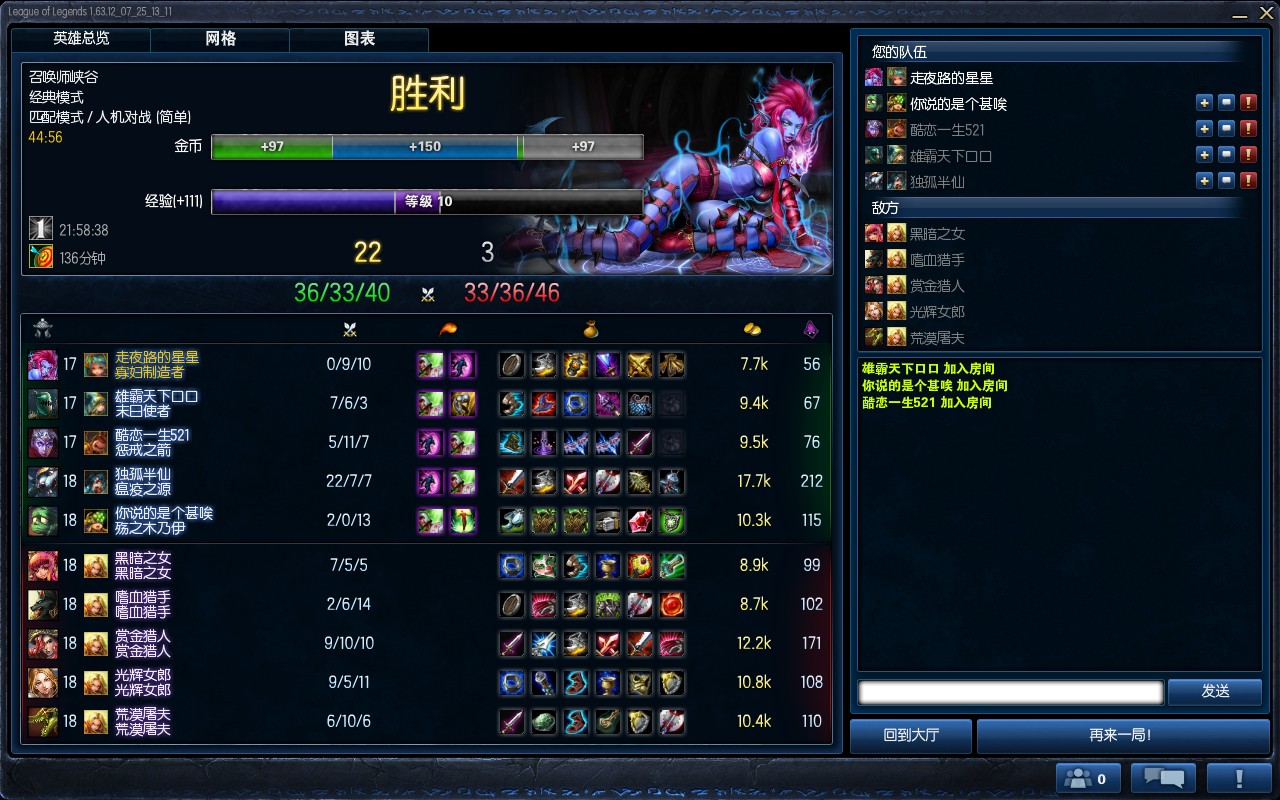 League of Legends 1.63.12_07_25_13_11
英雄总览 网格 图表
召唤师峡谷
经典模式
匹配模式 / 人机对战 (简单)
44:56
胜利
金币 +97 +150 +97
经验(+111) 等级 10
21:58:38
136分钟
22 3
36/33/40 33/36/46
17 走夜路的星星 0/9/10 7.7k 56
寡妇制造者
17 雄霸天下口口 7/6/3 9.4k 67
末日使者
17 酷恋一生521 5/11/7 9.5k 76
惩戒之箭
18 独孤半仙 22/7/7 17.7k 212
瘟疫之源
18 你说的是个甚唉 2/0/13 10.3k 115
殇之木乃伊
18 黑暗之女 7/5/5 8.9k 99
黑暗之女
18 嗜血猎手 2/6/14 8.7k 102
嗜血猎手
18 赏金猎人 9/10/10 12.2k 171
赏金猎人
18 光辉女郎 9/5/11 10.8k 108
光辉女郎
18 荒漠屠夫 6/10/6 10.4k 110
荒漠屠夫
您的队伍
走夜路的星星
你说的是个甚唉
酷恋一生521
雄霸天下口口
独孤半仙
敌方
黑暗之女
嗜血猎手
赏金猎人
光辉女郎
荒漠屠夫
雄霸天下口口 加入房间
你说的是个甚唉 加入房间
酷恋一生521 加入房间
发送
回到大厅 再来一局!
0